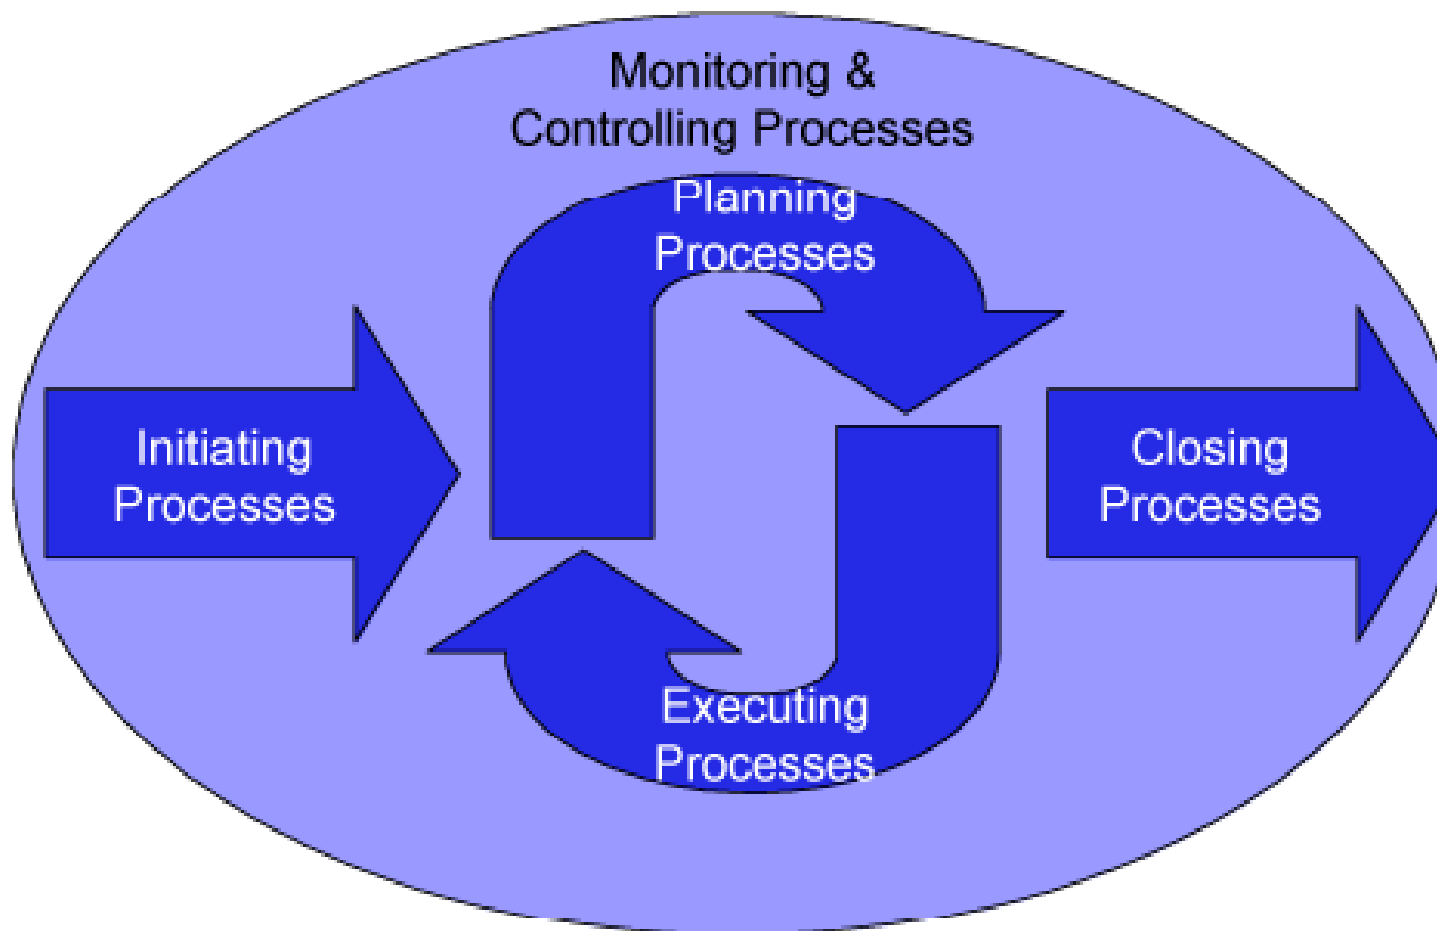 Monitoring &
Controlling Processes
Planning
Processes
Initiating
Processes
Closing
Processes
Executing
Processes